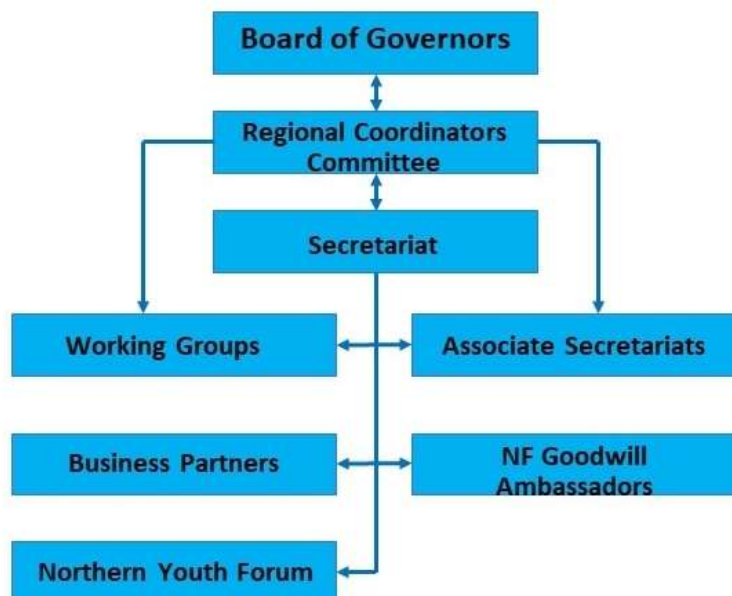 Board of Governors
Regional Coordinators
Committee
Secretariat
Working Groups
Associate Secretariats
Business Partners
NF Goodwill
Ambassadors
Northern Youth Forum